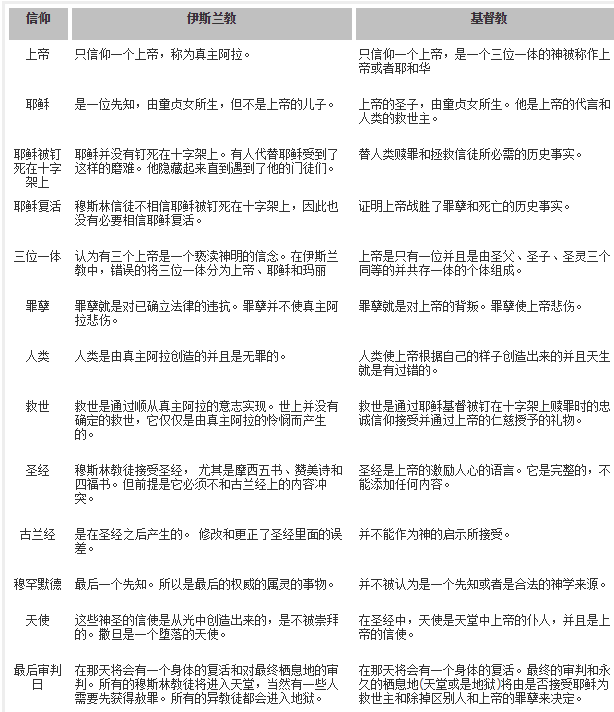 信仰 伊斯兰教 基督教
上帝 只信仰一个上帝，称为真主阿拉。 只信仰一个上帝，是一个三位一体的神被称作上
帝或者耶和华
耶稣 是一位先知，由童贞女所生，但不是上帝的儿子。 上帝的圣子，由童贞女所生。他是上帝的代言和
人类的救世主。
耶稣被钉 耶稣并没有钉死在十字架上。有人代替耶稣受到了 替人类赎罪和拯救信徒所必需的历史事实。
死在十字 这样的磨难。他隐藏起来直到遇到了他的门徒们。
架上
耶稣复活 穆斯林信徒不相信耶稣被钉死在十字架上，因此也 证明上帝战胜了罪孽和死亡的历史事实。
没有必要相信耶稣复活。
三位一体 认为有三个上帝是一个亵渎神明的信念。在伊斯兰 上帝是只有一位并且是由圣父、圣子、圣灵三个
教中，错误的将三位一体分为上帝、耶稣和玛丽 同等的并共存一体的个体组成。
罪孽 罪孽就是对已确立法律的违抗。罪孽并不使真主阿 罪孽就是对上帝的背叛。罪孽使上帝悲伤。
拉悲伤。
人类 人类是由真主阿拉创造的并且是无罪的。 人类使上帝根据自己的样子创造出来的并且天生
就是有过错的。
救世 救世是通过顺从真主阿拉的意志实现。世上并没有 救世是通过耶稣基督被钉在十字架上赎罪时的忠
确定的救世，它仅仅是由真主阿拉的怜悯而产生 诚信仰接受并通过上帝的仁慈授予的礼物。
的。
圣经 穆斯林教徒接受圣经， 尤其是摩西五书、赞美诗和 圣经是上帝的激励人心的语言。它是完整的，不
四福书。但前提是它必须不和古兰经上的内容冲 能添加任何内容。
突。
古兰经 是在圣经之后产生的。 修改和更正了圣经里面的误 并不能作为神的启示所接受。
差。
穆罕默德 最后一个先知。所以是最后的权威的属灵的事物。 并不被认为是一个先知或者是合法的神学来源。
天使 这些神圣的信使是从光中创造出来的，是不被崇拜 在圣经中，天使是天堂中上帝的仆人，并且是上
的。撒旦是一个堕落的天使。 帝的信使。
最后审判 在那天将会有一个身体的复活和对最终栖息地的审 在那天将会有一个身体的复活。最终的审判和永
日 判。所有的穆斯林教徒将进入天堂，当然有一些人 久的栖息地(天堂或是地狱)将由是否接受耶稣为
需要先获得赦罪。所有的异教徒都会进入地狱。 救世主和除掉区别人和上帝的罪孽来决定。